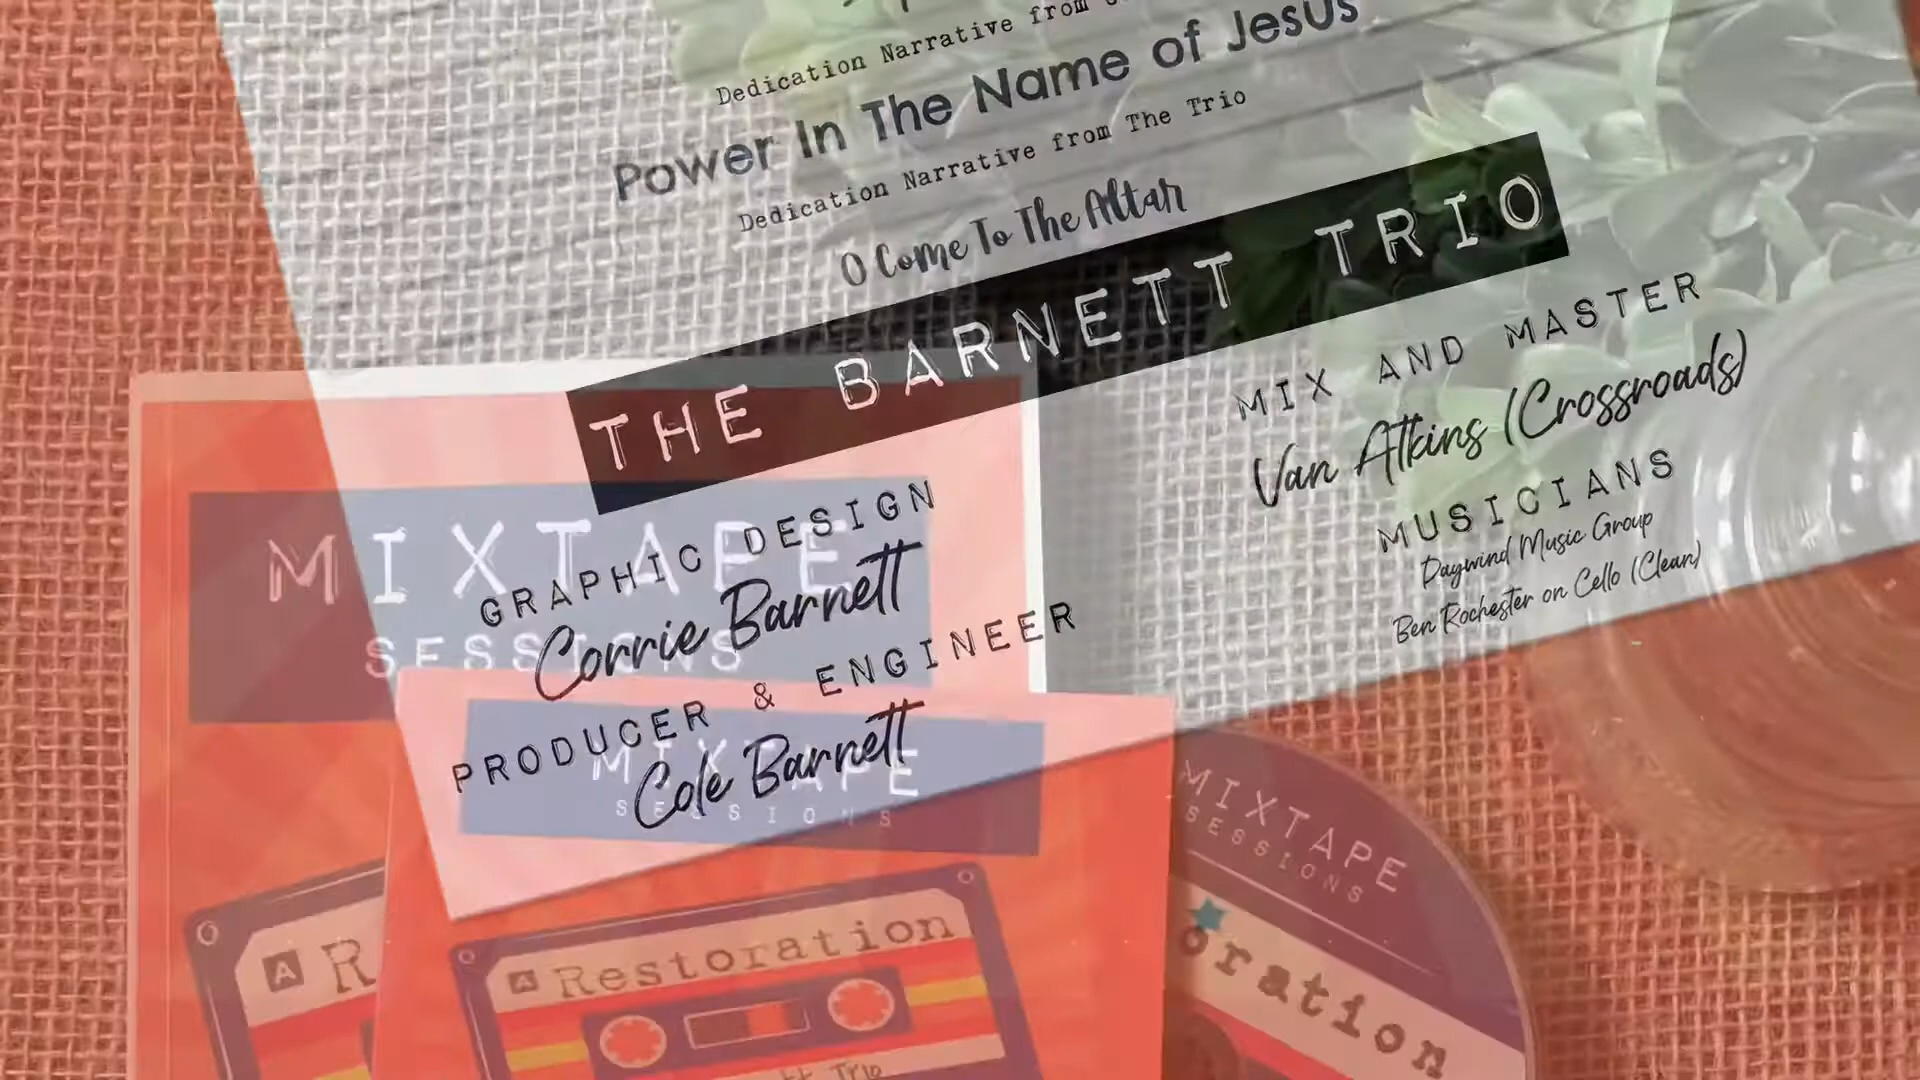 Dedication Narrative from
Power In The Name of Jesus
Dedication Narrative from The Trio
O Come To The Altar
THE BARNETT TRIO
GRAPHIC DESIGN
Corrie Barnett
PRODUCER & ENGINEER
Cole Barnett
MIX AND MASTER
Van Atkins (Crossroads)
MUSICIANS
Daywind Music Group
Ben Rochester on Cello (Clean)
MIXTAPE
SESSIONS
MIXTAPE
SESSIONS
A R
A Restoration
Trio
MIXTAPE
SESSIONS
oration